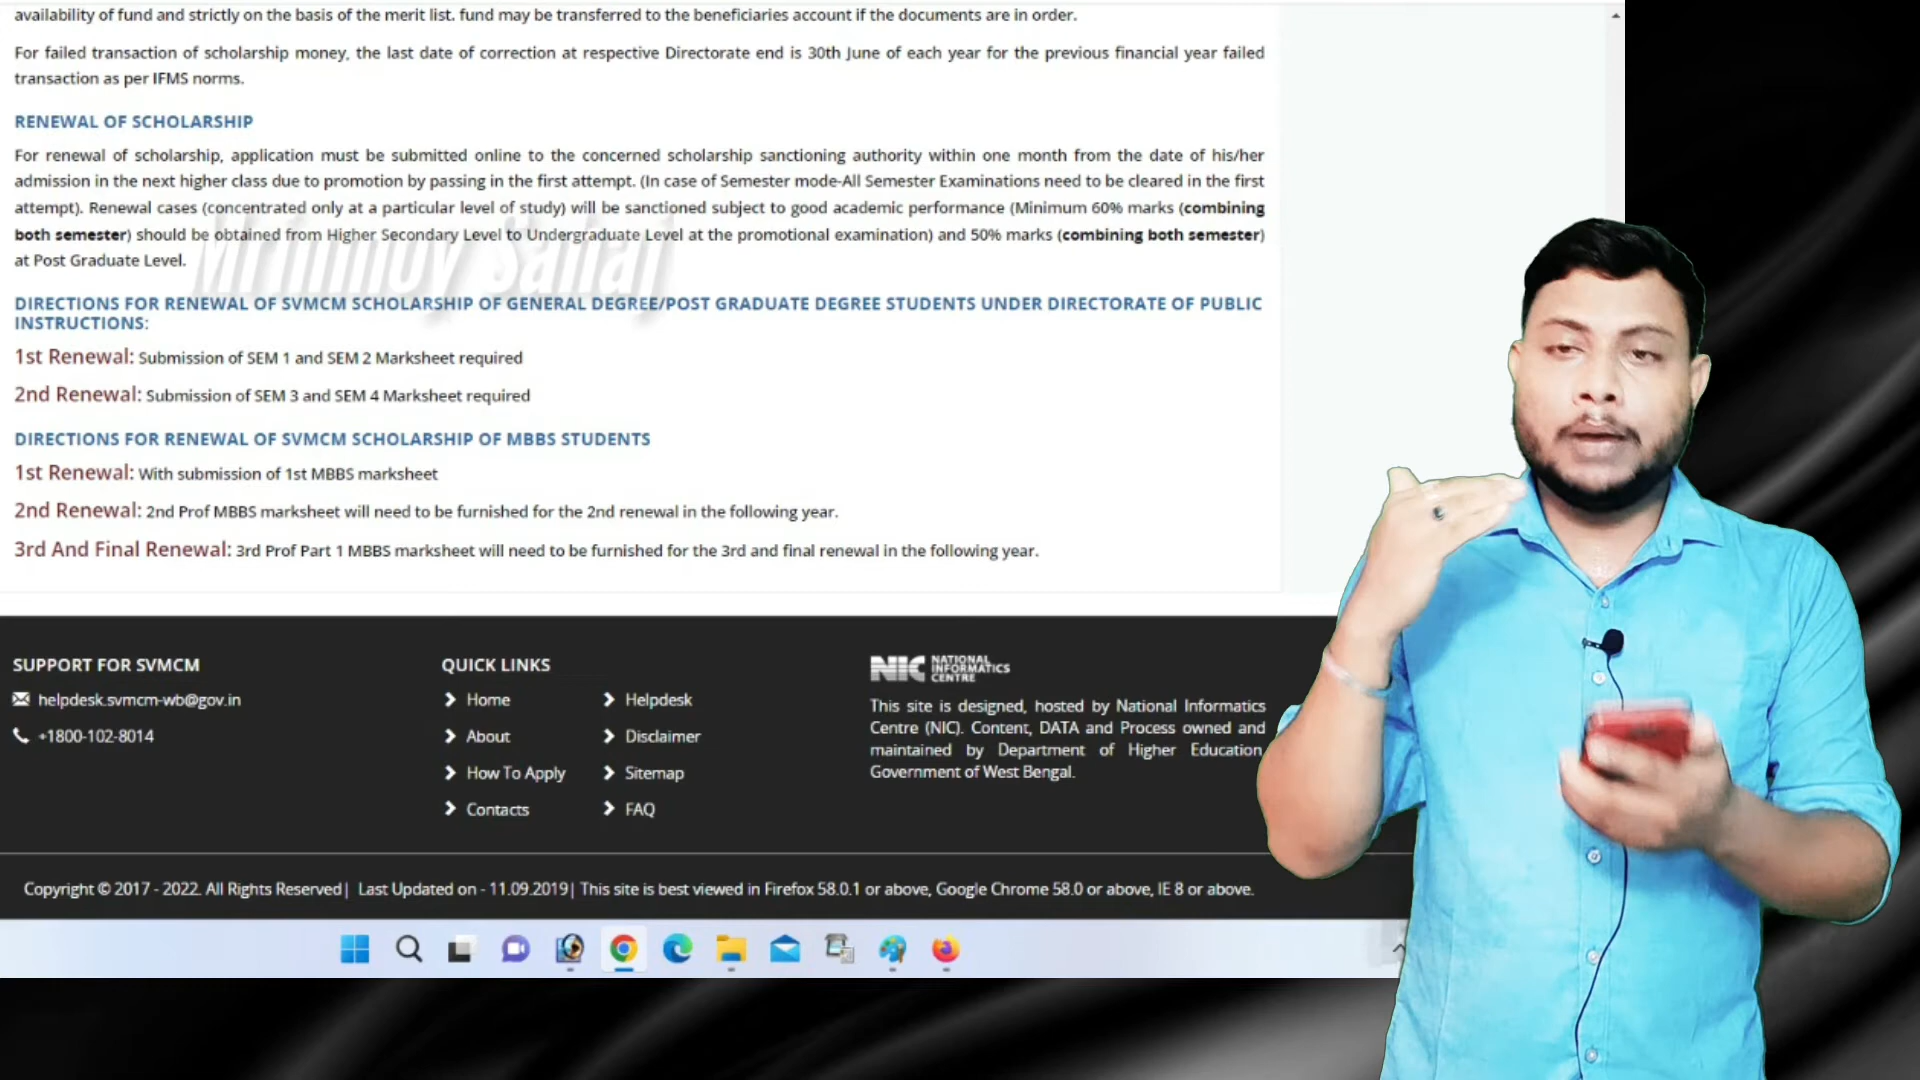 availability of fund and strictly on the basis of the merit list. fund may be transferred to the beneficiaries account if the documents are in order.
For failed transaction of scholarship money, the last date of correction at respective Directorate end is 30th June of each year for the previous financial year failed
transaction as per IFMS norms.
RENEWAL OF SCHOLARSHIP
For renewal of scholarship, application must be submitted online to the concerned scholarship sanctioning authority within one month from the date of his/her
admission in the next higher class due to promotion by passing in the first attempt. (In case of Semester mode-All Semester Examinations need to be cleared in the first
attempt). Renewal cases (concentrated only at a particular level of study) will be sanctioned subject to good academic performance (Minimum 60% marks (combining
both semester) should be obtained from Higher Secondary Level to Undergraduate Level at the promotional examination) and 50% marks (combining both semester)
at Post Graduate Level.
DIRECTIONS FOR RENEWAL OF SVMCM SCHOLARSHIP OF GENERAL DEGREE/POST GRADUATE DEGREE STUDENTS UNDER DIRECTORATE OF PUBLIC
INSTRUCTIONS:
1st Renewal: Submission of SEM 1 and SEM 2 Marksheet required
2nd Renewal: Submission of SEM 3 and SEM 4 Marksheet required
DIRECTIONS FOR RENEWAL OF SVMCM SCHOLARSHIP OF MBBS STUDENTS
1st Renewal: With submission of 1st MBBS marksheet
2nd Renewal: 2nd Prof MBBS marksheet will need to be furnished for the 2nd renewal in the following year.
3rd And Final Renewal: 3rd Prof Part 1 MBBS marksheet will need to be furnished for the 3rd and final renewal in the following year.
SUPPORT FOR SVMCM
helpdesk.svmcm-wb@gov.in
+1800-102-8014
QUICK LINKS
Home
About
How To Apply
Contacts
Helpdesk
Disclaimer
Sitemap
FAQ
NIC NATIONAL
INFORMATICS
CENTRE
This site is designed, hosted by National Informatics
Centre (NIC). Content, DATA and Process owned and
maintained by Department of Higher Education
Government of West Bengal.
Copyright © 2017 - 2022. All Rights Reserved| Last Updated on - 11.09.2019| This site is best viewed in Firefox 58.0.1 or above, Google Chrome 58.0 or above, IE 8 or above.